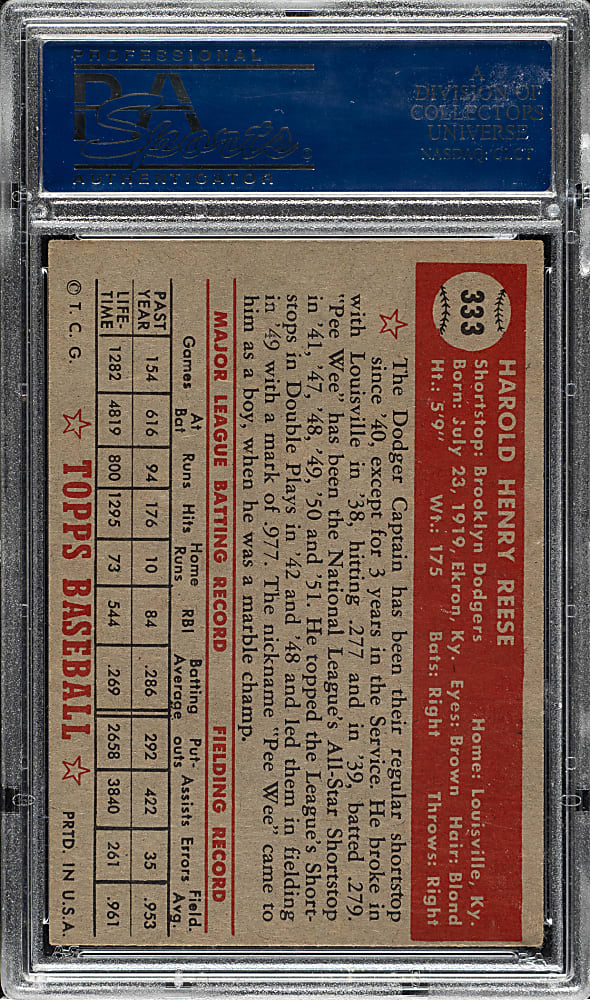 PROFESSIONAL
PSA
Sports
AUTHENTICATOR
A
DIVISION OF
COLLECTORS
UNIVERSE
NASDAQ: CLCT
333
HAROLD HENRY REESE
Shortstop: Brooklyn Dodgers Home: Louisville, Ky.
Born: July 23, 1919, Ekron, Ky. Eyes: Brown Hair: Blond
Ht.: 5'9" Wt.: 175 Bats: Right Throws: Right
The Dodger Captain has been their regular shortstop
since '40, except for 3 years in the Service. He broke in
with Louisville in '38, hitting .277 and in '39, batted .279.
"Pee Wee" has been the National League's All-Star Shortstop
in '41, '47, '48, '49, '50 and '51. He topped the League's Short-
stops in Double Plays in '42 and '48 and led them in fielding
in '49 with a mark of .977. The nickname "Pee Wee" came to
him as a boy, when he was a marble champ.
MAJOR LEAGUE BATTING RECORD FIELDING RECORD
Games At Bat Runs Hits Home Runs RBI Batting Average Put-outs Assists Errors Field. Avg.
PAST YEAR 154 616 94 176 10 84 .286 292 422 35 .953
LIFE-TIME 1282 4819 800 1295 73 544 .269 2658 3840 261 .961
© T. C. G. TOPPS BASEBALL PRTD. IN U.S.A.